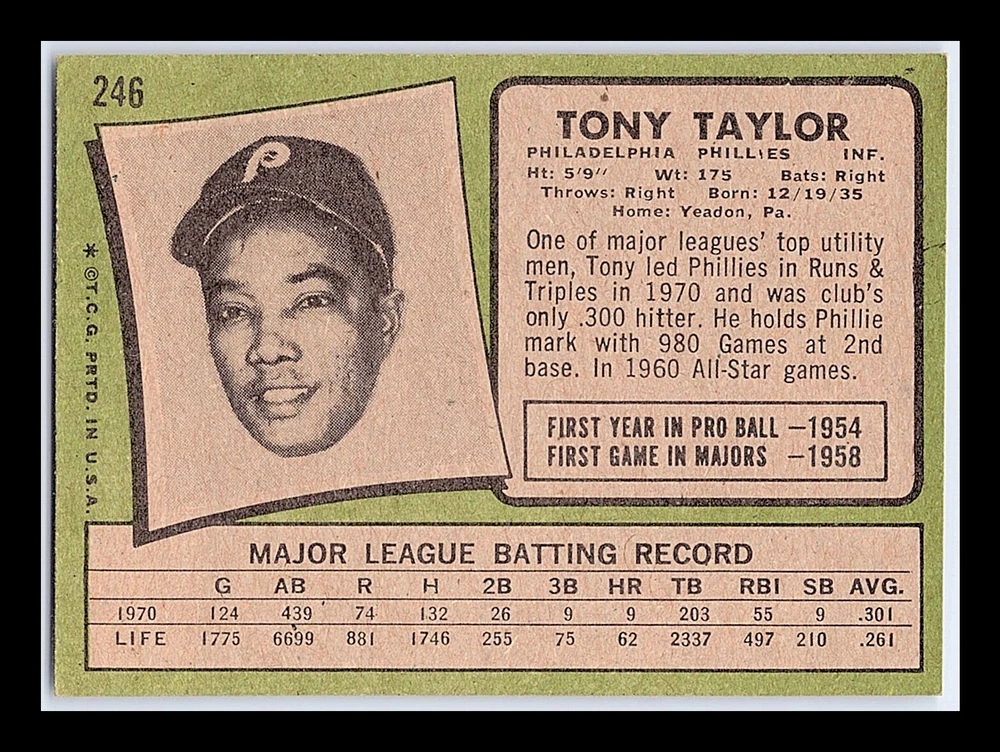 246
P
TONY TAYLOR
PHILADELPHIA PHILLIES INF.
Ht: 5'9" Wt: 175 Bats: Right
Throws: Right Born: 12/19/35
Home: Yeadon, Pa.
One of major leagues' top utility
men, Tony led Phillies in Runs &
Triples in 1970 and was club's
only .300 hitter. He holds Phillie
mark with 980 Games at 2nd
base. In 1960 All-Star games.
FIRST YEAR IN PRO BALL –1954
FIRST GAME IN MAJORS –1958
* ©T.C.G. PRTD. IN U.S.A.
MAJOR LEAGUE BATTING RECORD
G AB R H 2B 3B HR TB RBI SB AVG.
1970 124 439 74 132 26 9 9 203 55 9 .301
LIFE 1775 6699 881 1746 255 75 62 2337 497 210 .261